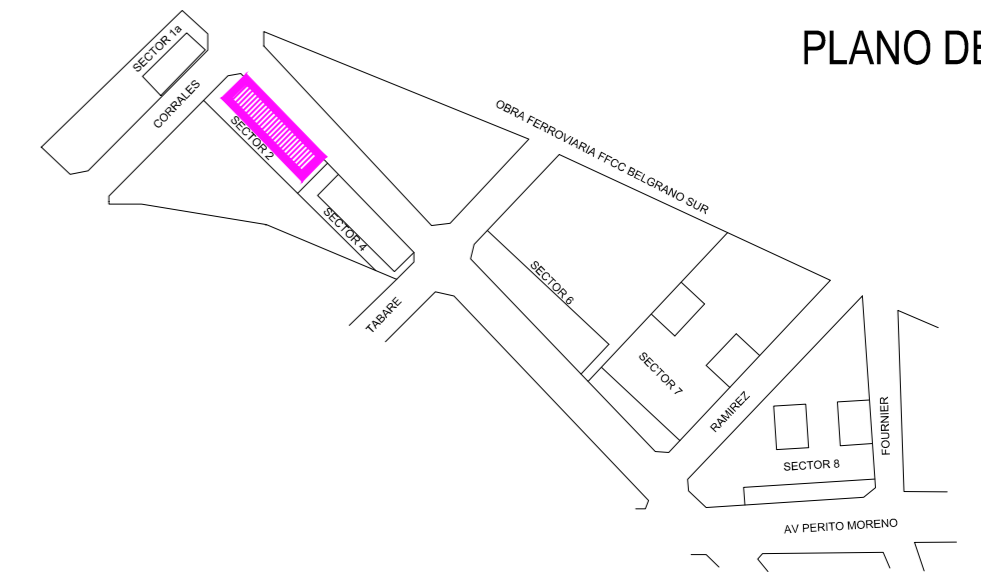 PLANO DE
SECTOR 1a
CORRALES
SECTOR 2
OBRA FERROVIARIA FFCC BELGRANO SUR
SECTOR 4
TABARE
SECTOR 6
SECTOR 7
RAMIREZ
FOURNIER
SECTOR 8
AV PERITO MORENO